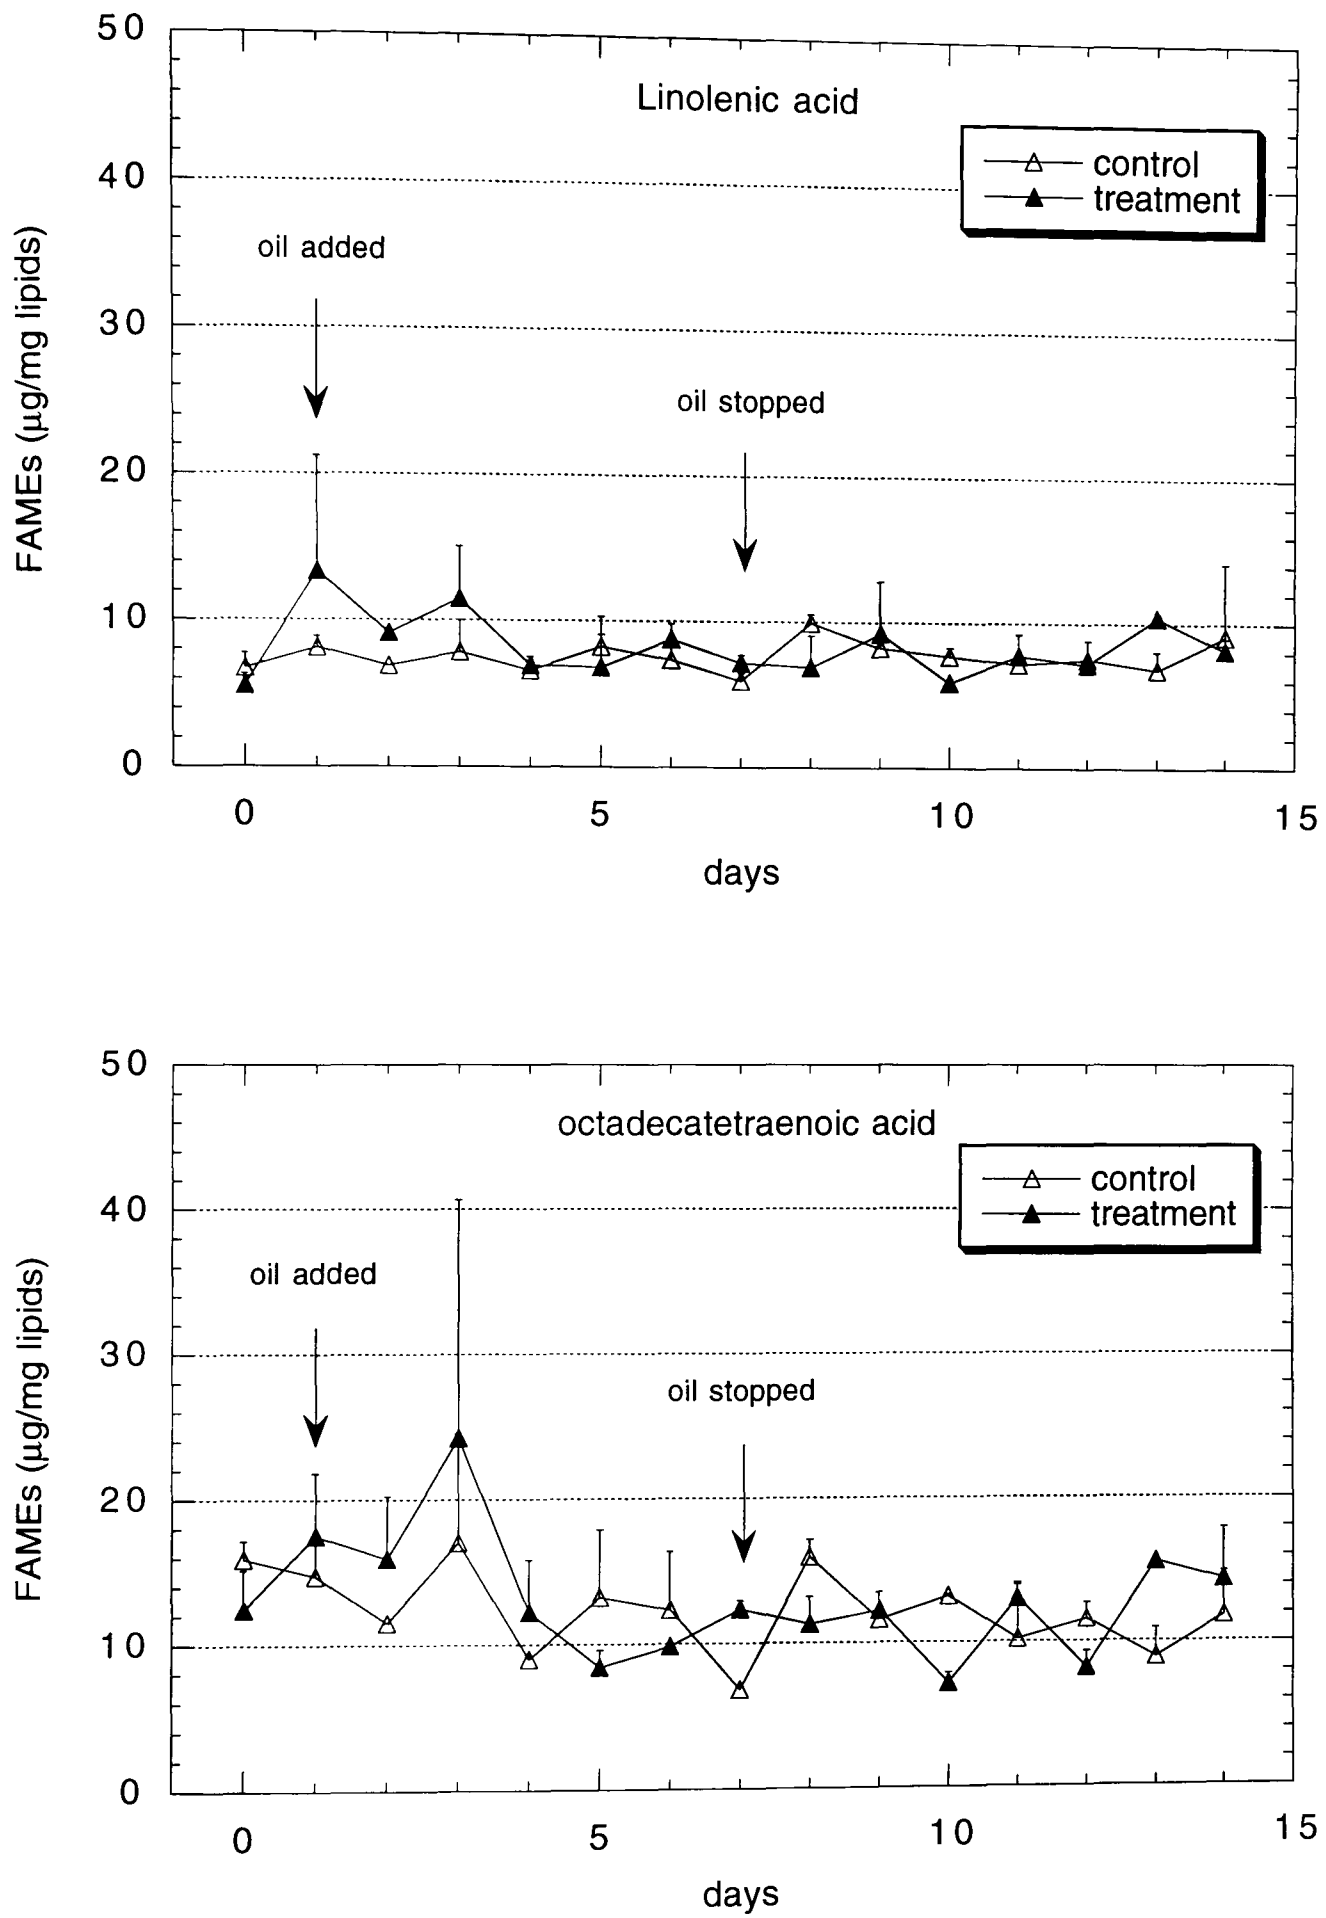 50
Linolenic acid
control
treatment
40
oil added
30
oil stopped
20
10
0
FAMEs (µg/mg lipids)
0 5 10 15
days
50
octadecatetraenoic acid
control
treatment
40
oil added
30
oil stopped
20
10
0
FAMEs (µg/mg lipids)
0 5 10 15
days